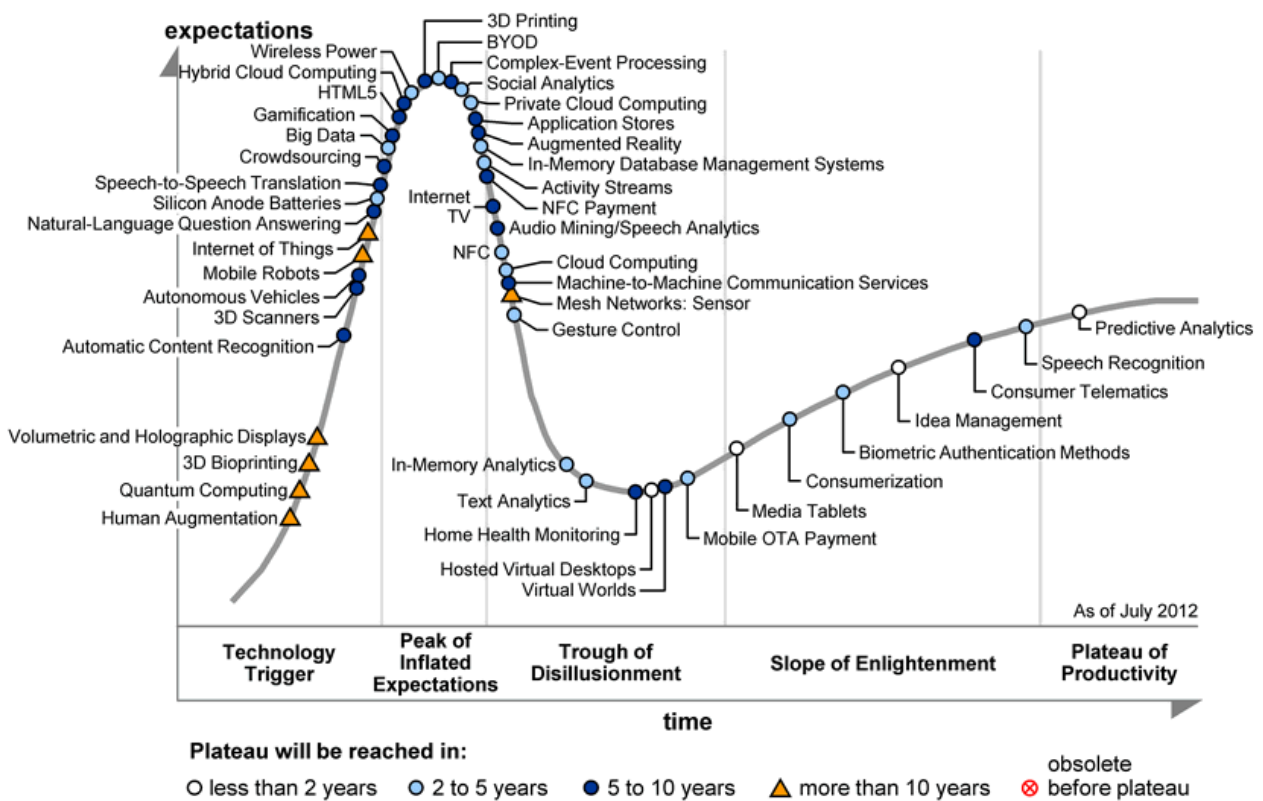 expectations
3D Printing
BYOD
Wireless Power
Complex-Event Processing
Hybrid Cloud Computing
Social Analytics
HTML5
Private Cloud Computing
Gamification
Application Stores
Big Data
Augmented Reality
Crowdsourcing
In-Memory Database Management Systems
Speech-to-Speech Translation
Activity Streams
Silicon Anode Batteries
Internet
TV
NFC Payment
Natural-Language Question Answering
Audio Mining/Speech Analytics
Internet of Things
NFC
Cloud Computing
Mobile Robots
Machine-to-Machine Communication Services
Autonomous Vehicles
Mesh Networks: Sensor
3D Scanners
Gesture Control
Automatic Content Recognition
Predictive Analytics
Speech Recognition
Consumer Telematics
Idea Management
Volumetric and Holographic Displays
Biometric Authentication Methods
3D Bioprinting
In-Memory Analytics
Consumerization
Quantum Computing
Text Analytics
Media Tablets
Human Augmentation
Home Health Monitoring
Mobile OTA Payment
Hosted Virtual Desktops
Virtual Worlds
As of July 2012
Technology
Trigger
Peak of
Inflated
Expectations
Trough of
Disillusionment
Slope of Enlightenment
Plateau of
Productivity
time
Plateau will be reached in:
less than 2 years
2 to 5 years
5 to 10 years
more than 10 years
obsolete
before plateau